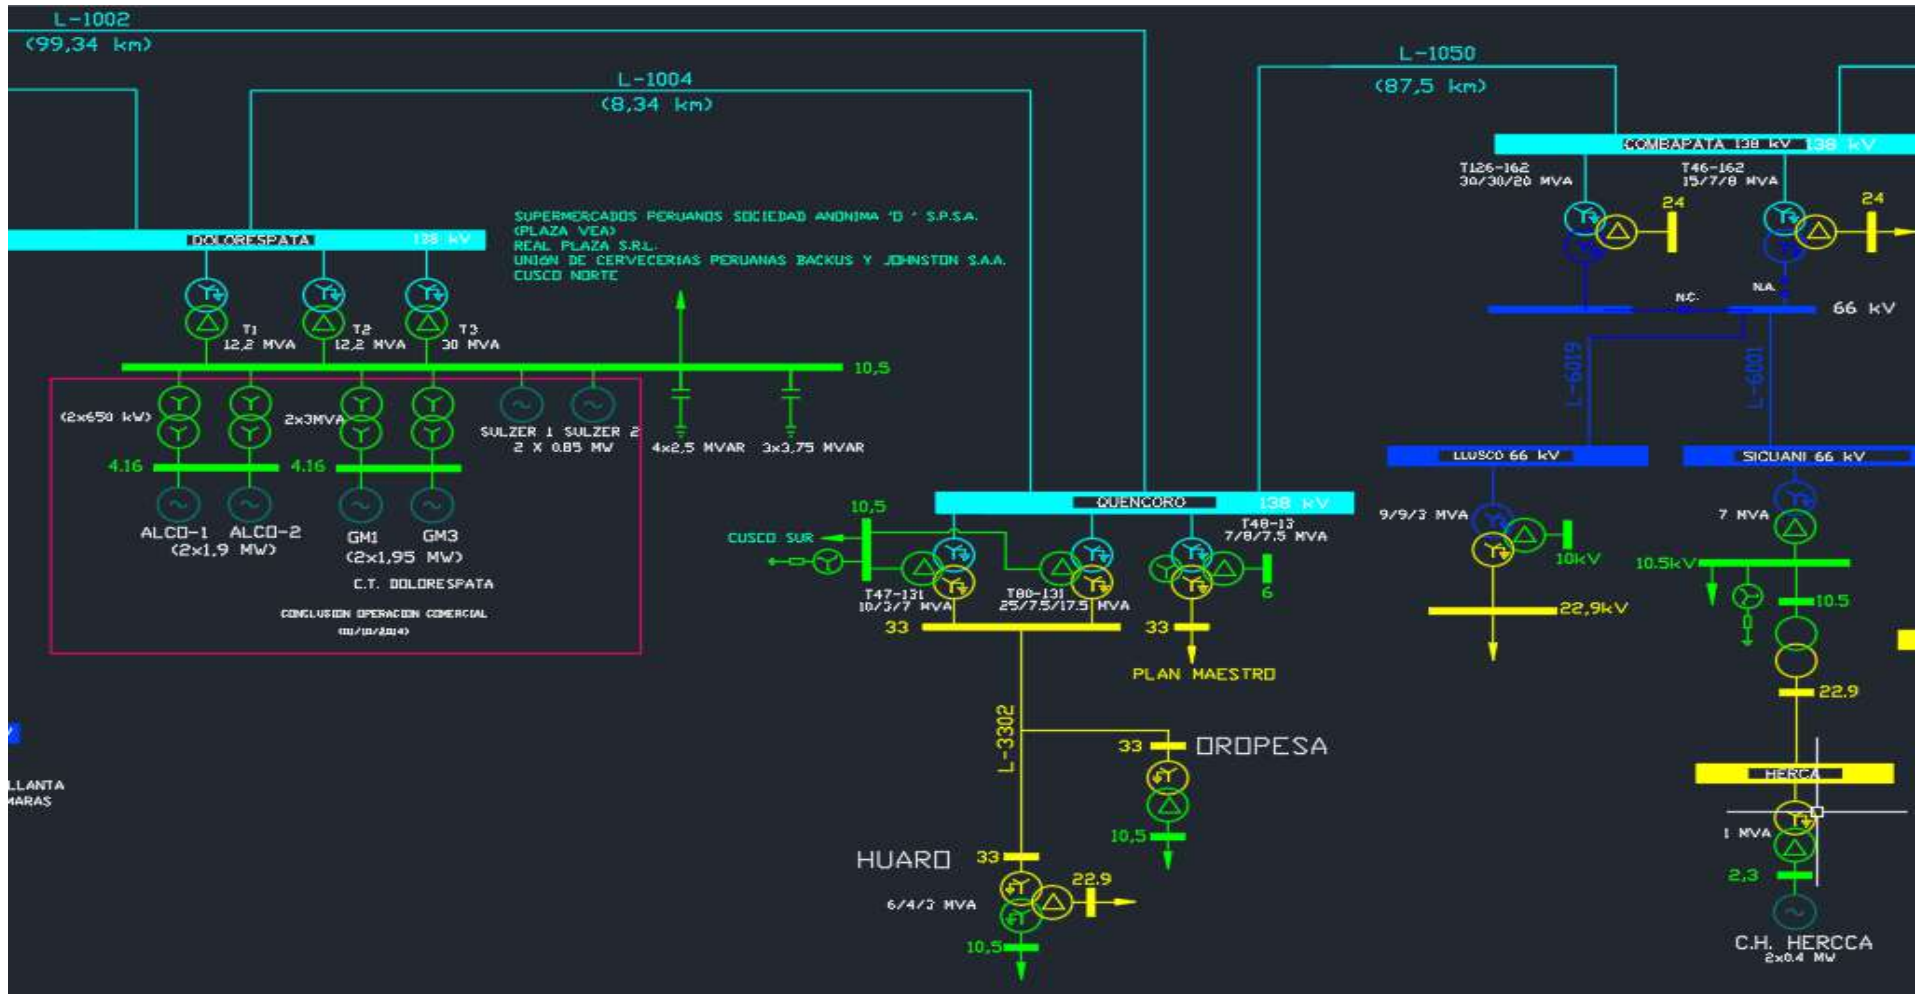 L-1002
(99,34 km)
L-1004
(8,34 km)
L-1050
(87,5 km)
COMBAPATA 138 kV 138 kV
T126-162
30/30/20 MVA
T46-162
15/7/8 MVA
24
24
SUPERMERCADOS PERUANOS SOCIEDAD ANONIMA 'O ' S.P.S.A.
(PLAZA VEA)
REAL PLAZA S.R.L.
UNION DE CERVECERIAS PERUANAS BACKUS Y JOHNSTON S.A.A.
CUSCO NORTE
DOLORESPATA 138 kV
T1
12,2 MVA
T2
12,2 MVA
T3
30 MVA
10,5
N.C.
N.A.
66 kV
L-6019
L-6001
(2x650 kW)
2x3MVA
SULZER 1 SULZER 2
2 X 0.85 MW
4x2,5 MVAR
3x3,75 MVAR
4.16
4.16
ALCO-1 ALCO-2
(2x1,9 MW)
GM1 GM3
(2x1,95 MW)
C.T. DOLORESPATA
CONCLUSION OPERACION COMERCIAL
LLUSCO 66 kV
SICUANI 66 kV
QUENCORO 138 kV
10,5
CUSCO SUR
T48-13
7/8/7.5 MVA
6
T47-131
10/3/7 MVA
T80-131
25/7.5/17.5 MVA
33
33
PLAN MAESTRO
9/9/3 MVA
10kV
22,9kV
7 MVA
10.5kV
10.5
22.9
L-3302
33
OROPESA
10,5
HUARO
33
22.9
6/4/3 MVA
10,5
HERCA
1 MVA
2,3
C.H. HERCCA
2x0.4 MW
LLANTA
MARAS